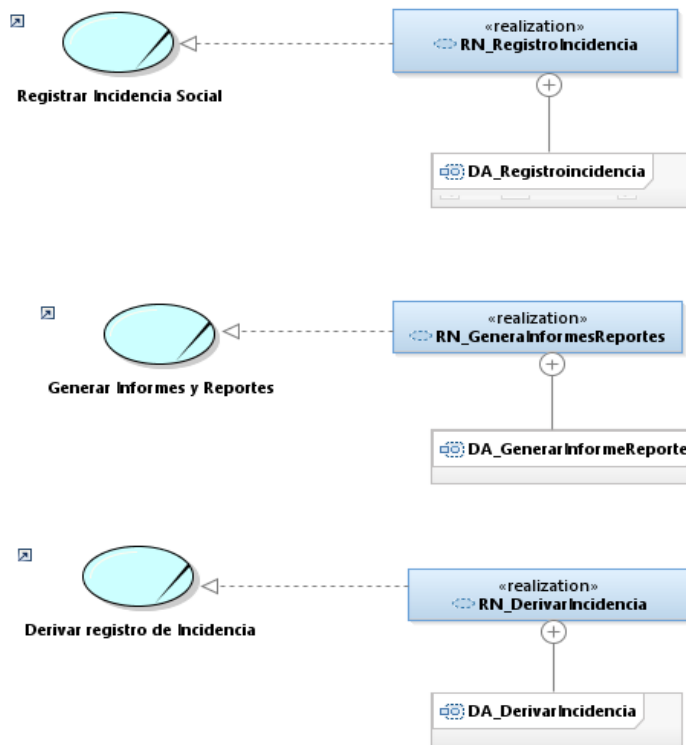 «realization»
RN_RegistroIncidencia
Registrar Incidencia Social
DA_Registroincidencia
«realization»
RN_GeneraInformesReportes
Generar Informes y Reportes
DA_GenerarInformeReporte
«realization»
RN_DerivarIncidencia
Derivar registro de Incidencia
DA_DerivarIncidencia